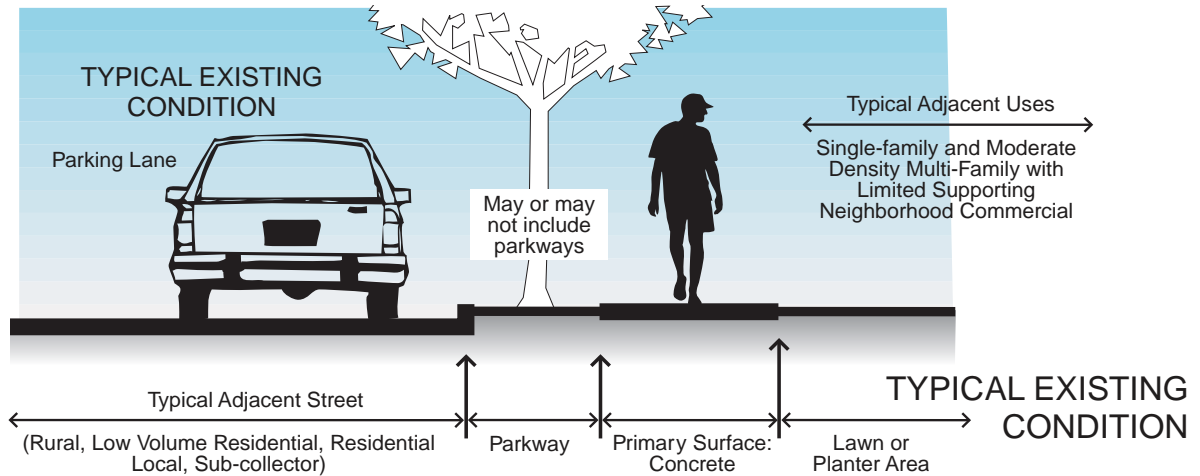 TYPICAL EXISTING
CONDITION
Parking Lane
May or may
not include
parkways
Typical Adjacent Uses
Single-family and Moderate
Density Multi-Family with
Limited Supporting
Neighborhood Commercial
Typical Adjacent Street
(Rural, Low Volume Residential, Residential
Local, Sub-collector)
Parkway
Primary Surface:
Concrete
Lawn or
Planter Area
TYPICAL EXISTING
CONDITION